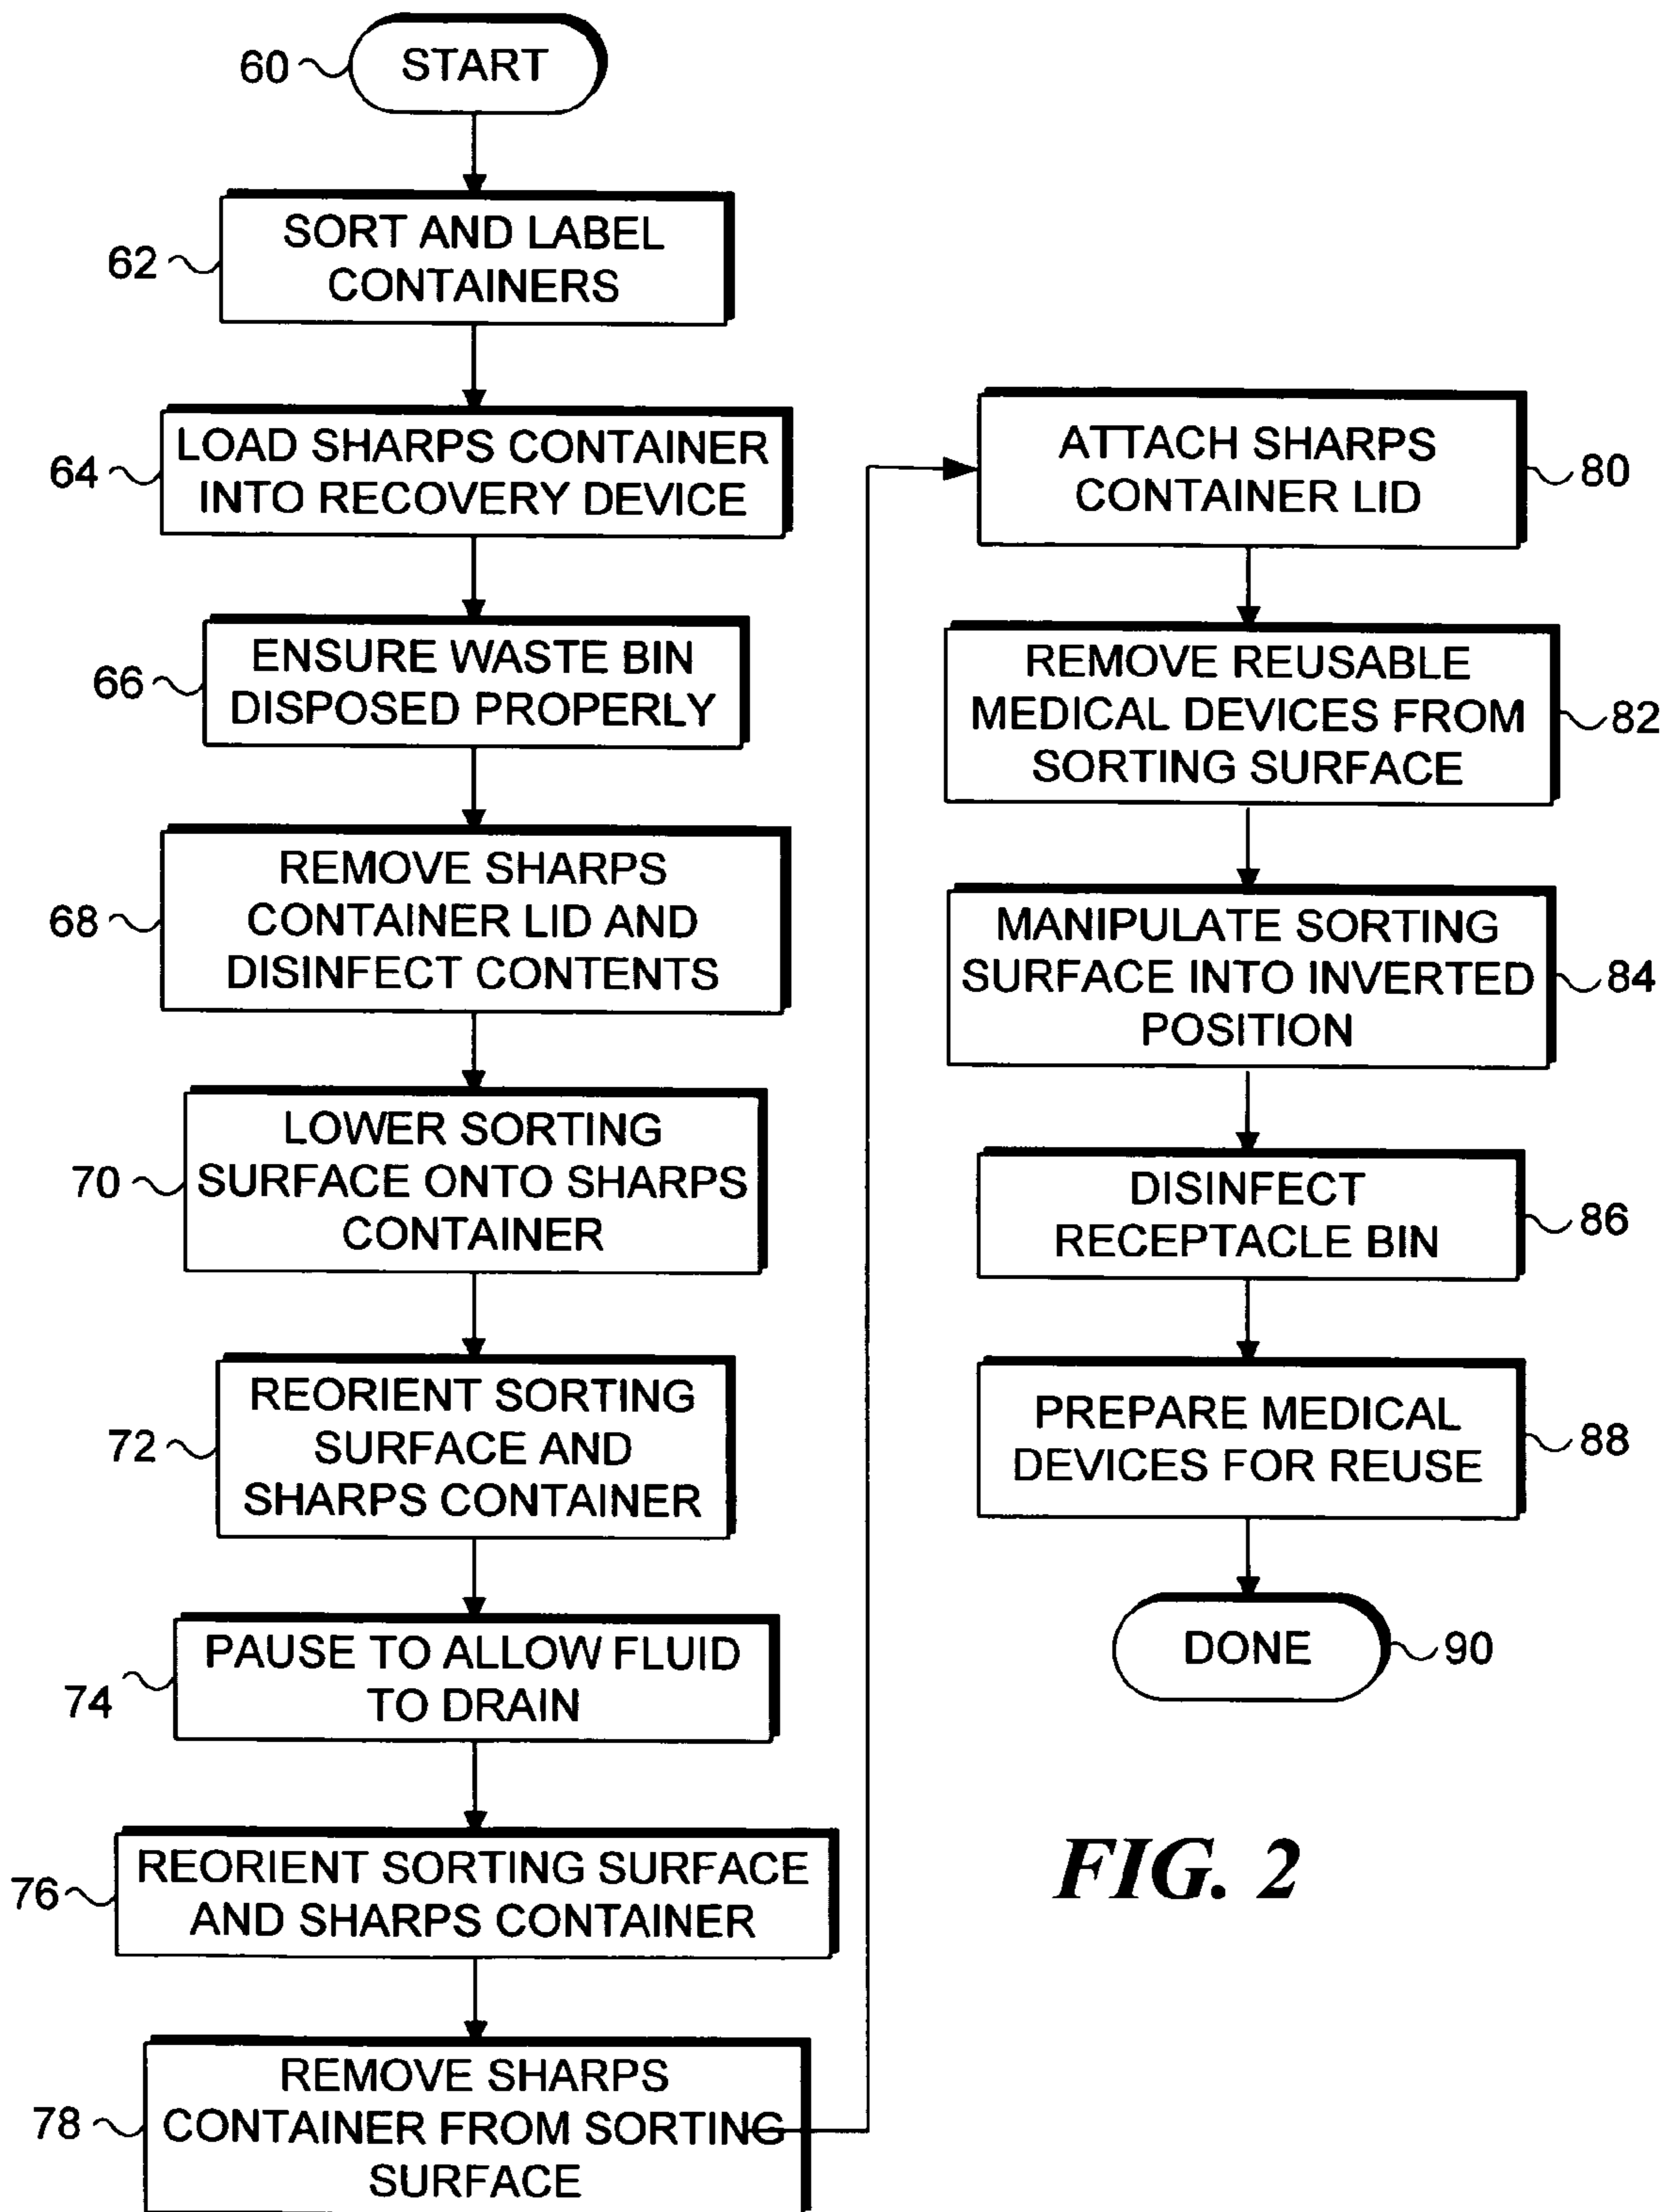 60
START
62
SORT AND LABEL
CONTAINERS
64
LOAD SHARPS CONTAINER
INTO RECOVERY DEVICE
66
ENSURE WASTE BIN
DISPOSED PROPERLY
68
REMOVE SHARPS
CONTAINER LID AND
DISINFECT CONTENTS
70
LOWER SORTING
SURFACE ONTO SHARPS
CONTAINER
72
REORIENT SORTING
SURFACE AND
SHARPS CONTAINER
74
PAUSE TO ALLOW FLUID
TO DRAIN
76
REORIENT SORTING SURFACE
AND SHARPS CONTAINER
78
REMOVE SHARPS
CONTAINER FROM SORTING
SURFACE
ATTACH SHARPS
CONTAINER LID
80
REMOVE REUSABLE
MEDICAL DEVICES FROM
SORTING SURFACE
82
MANIPULATE SORTING
SURFACE INTO INVERTED
POSITION
84
DISINFECT
RECEPTACLE BIN
86
PREPARE MEDICAL
DEVICES FOR REUSE
88
DONE
90
FIG. 2